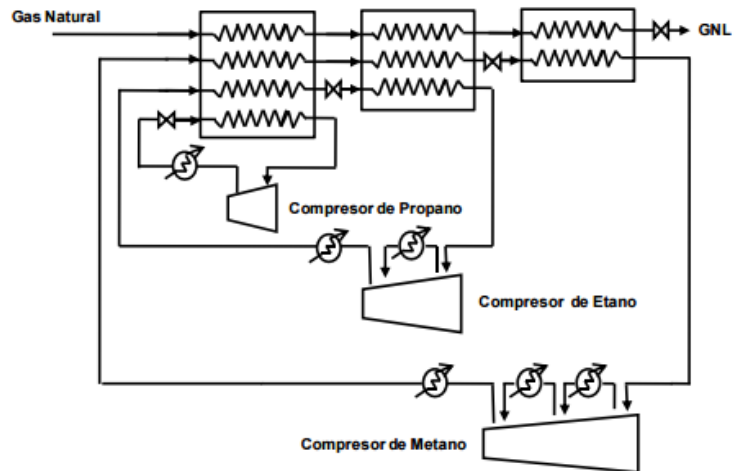 Gas Natural
GNL
Compresor de Propano
Compresor de Etano
Compresor de Metano